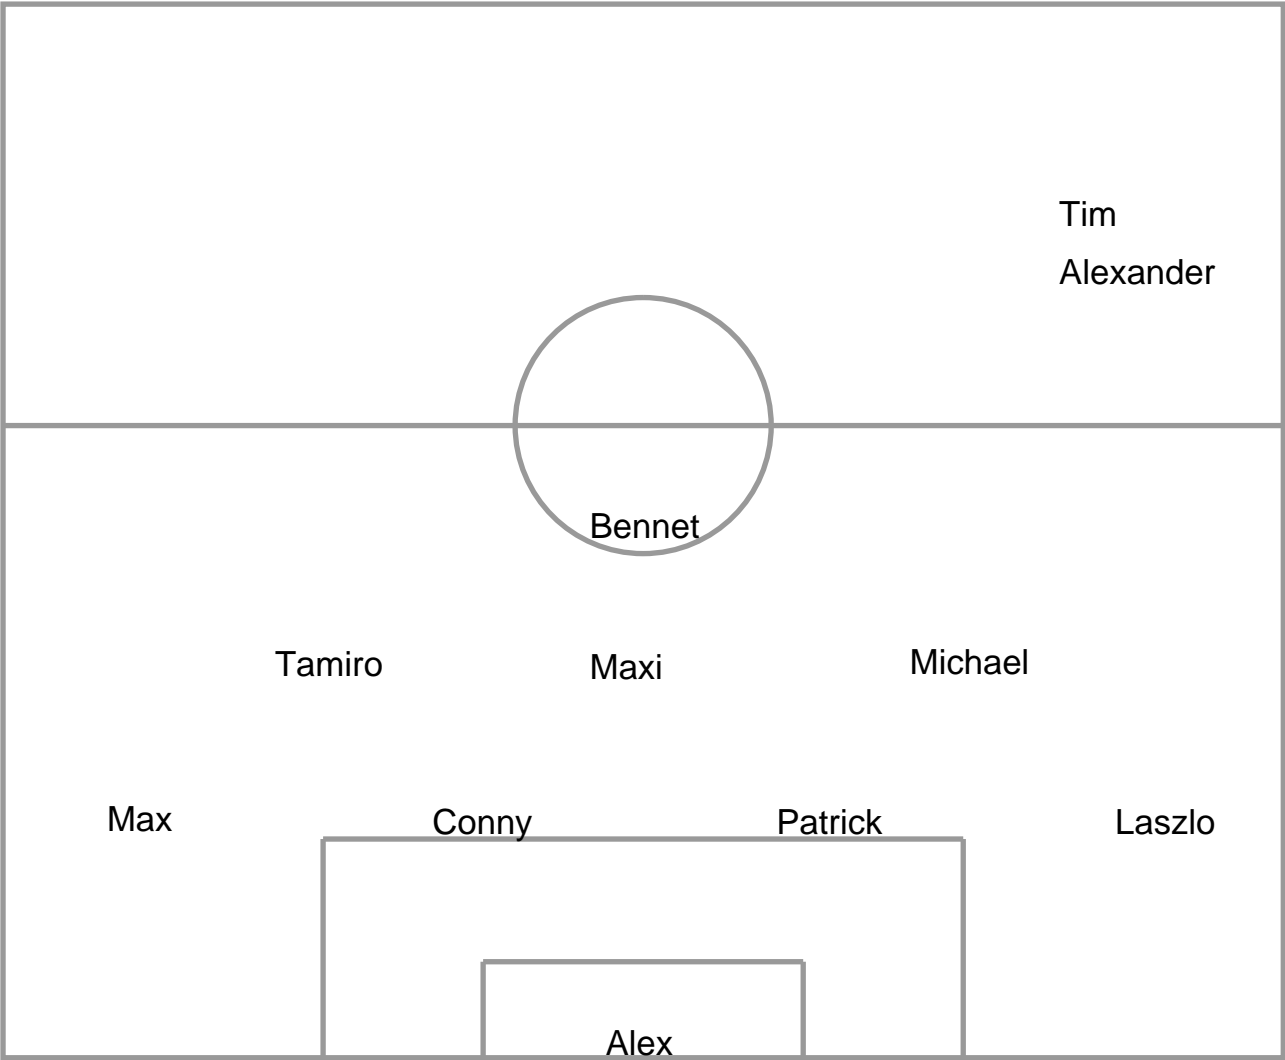 Tim
Alexander
Bennet
Tamiro Maxi Michael
Max Conny Patrick Laszlo
Alex